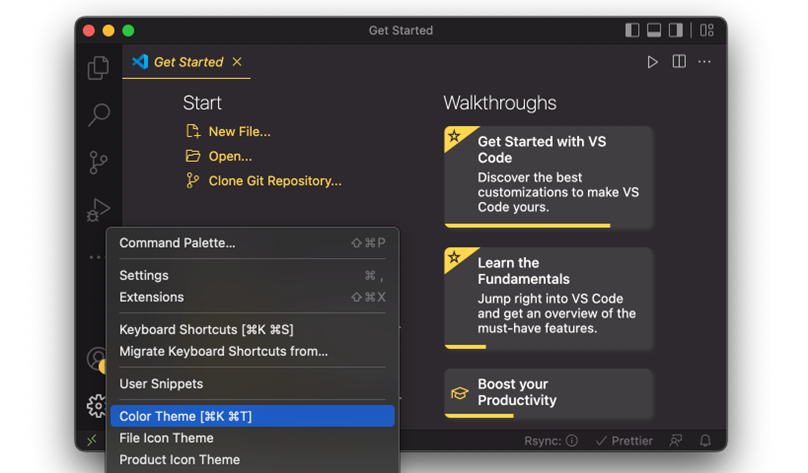 Get Started
Get Started
Start
New File...
Open...
Clone Git Repository...
Walkthroughs
Get Started with VS
Code
Discover the best
customizations to make VS
Code yours.
Learn the
Fundamentals
Jump right into VS Code
and get an overview of the
must-have features.
Boost your
Productivity
Command Palette... ⇧⌘P
Settings ⌘,
Extensions ⇧⌘X
Keyboard Shortcuts [⌘K ⌘S]
Migrate Keyboard Shortcuts from...
User Snippets
Color Theme [⌘K ⌘T]
File Icon Theme
Product Icon Theme
Rsync: Prettier